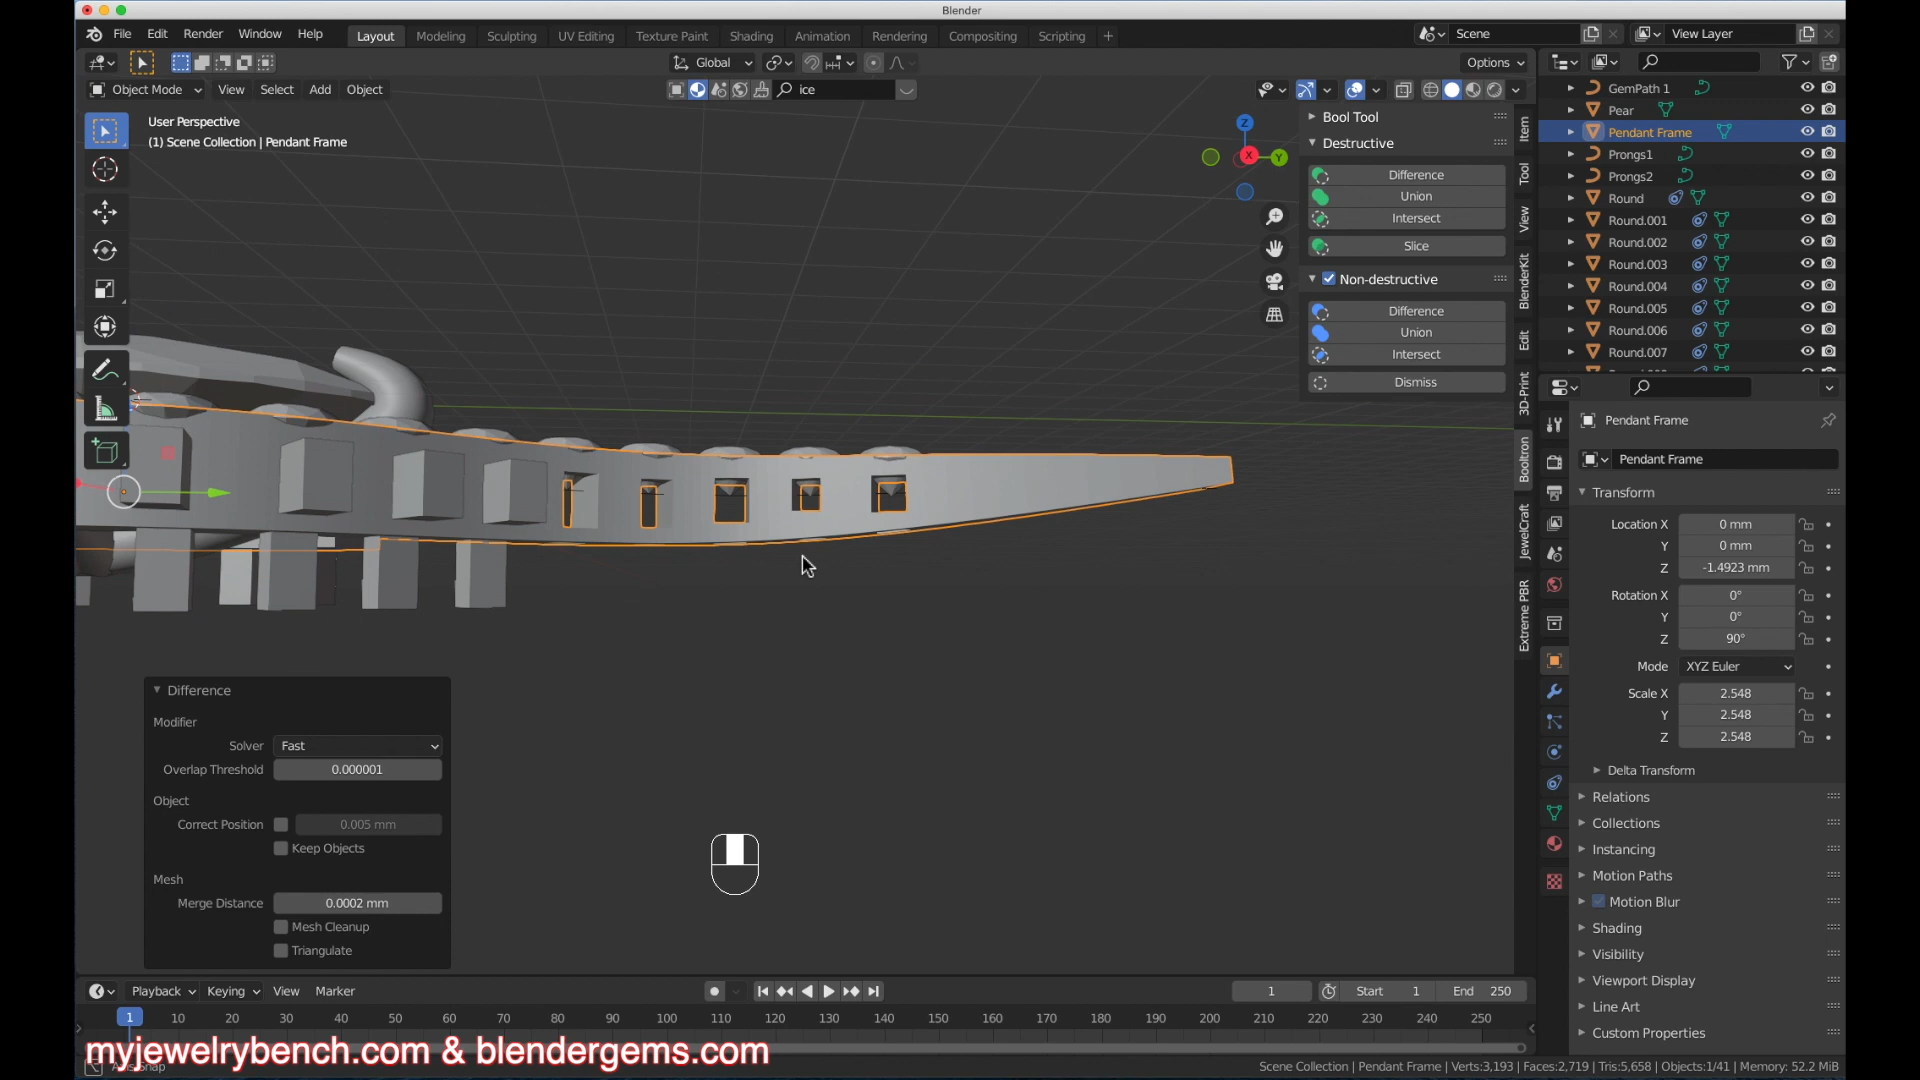 Blender
File Edit Render Window Help Layout Modeling Sculpting UV Editing Texture Paint Shading Animation Rendering Compositing Scripting + Scene View Layer
Global Options
Object Mode View Select Add Object ice
User Perspective
(1) Scene Collection | Pendant Frame
Z
X
Y
Bool Tool
Destructive
Difference
Union
Intersect
Slice
Non-destructive
Difference
Union
Intersect
Dismiss
Item
Tool
View
BlenderKit
Edit
3D-Print
Booltron
JewelCraft
Extreme PBR
GemPath 1
Pear
Pendant Frame
Prongs1
Prongs2
Round
Round.001
Round.002
Round.003
Round.004
Round.005
Round.006
Round.007
Pendant Frame
Pendant Frame
Transform
Location X 0 mm
Y 0 mm
Z -1.4923 mm
Rotation X 0°
Y 0°
Z 90°
Mode XYZ Euler
Scale X 2.548
Y 2.548
Z 2.548
Delta Transform
Relations
Collections
Instancing
Motion Paths
Motion Blur
Shading
Visibility
Viewport Display
Line Art
Custom Properties
Difference
Modifier
Solver Fast
Overlap Threshold 0.000001
Object
Correct Position 0.005 mm
Keep Objects
Mesh
Merge Distance 0.0002 mm
Mesh Cleanup
Triangulate
Playback Keying View Marker 1 Start 1 End 250
1 10 20 30 40 50 60 70 80 90 100 110 120 130 140 150 160 170 180 190 200 210 220 230 240 250
myjewelrybench.com & blendergems.com
Scene Collection | Pendant Frame | Verts:3,193 | Faces:2,719 | Tris:5,658 | Objects:1/41 | Memory: 52.2 MiB